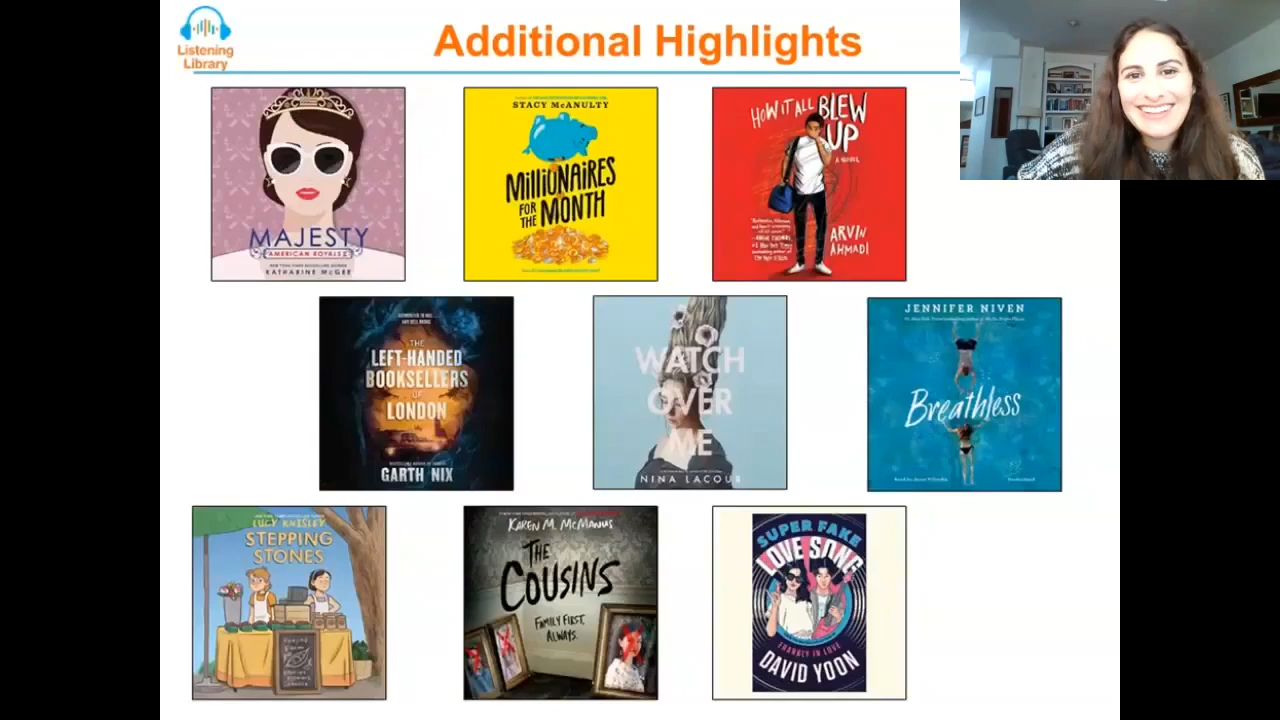 Listening
Library
Additional Highlights
MAJESTY
AMERICAN ROYALS II
KATHARINE McGEE
STACY McANULTY
MILLIONAIRES
FOR THE MONTH
HOW IT ALL BLEW
UP
A NOVEL
ARVIN
AHMADI
THE
LEFT-HANDED
BOOKSELLERS
OF
LONDON
GARTH NIX
WATCH
OVER
ME
NINA LACOUR
JENNIFER NIVEN
Breathless
LUCY KNISLEY
STEPPING
STONES
KAREN M. McMANUS
THE
COUSINS
FAMILY FIRST.
ALWAYS.
SUPER FAKE
LOVE SONG
FRANKLY IN LOVE
DAVID YOON